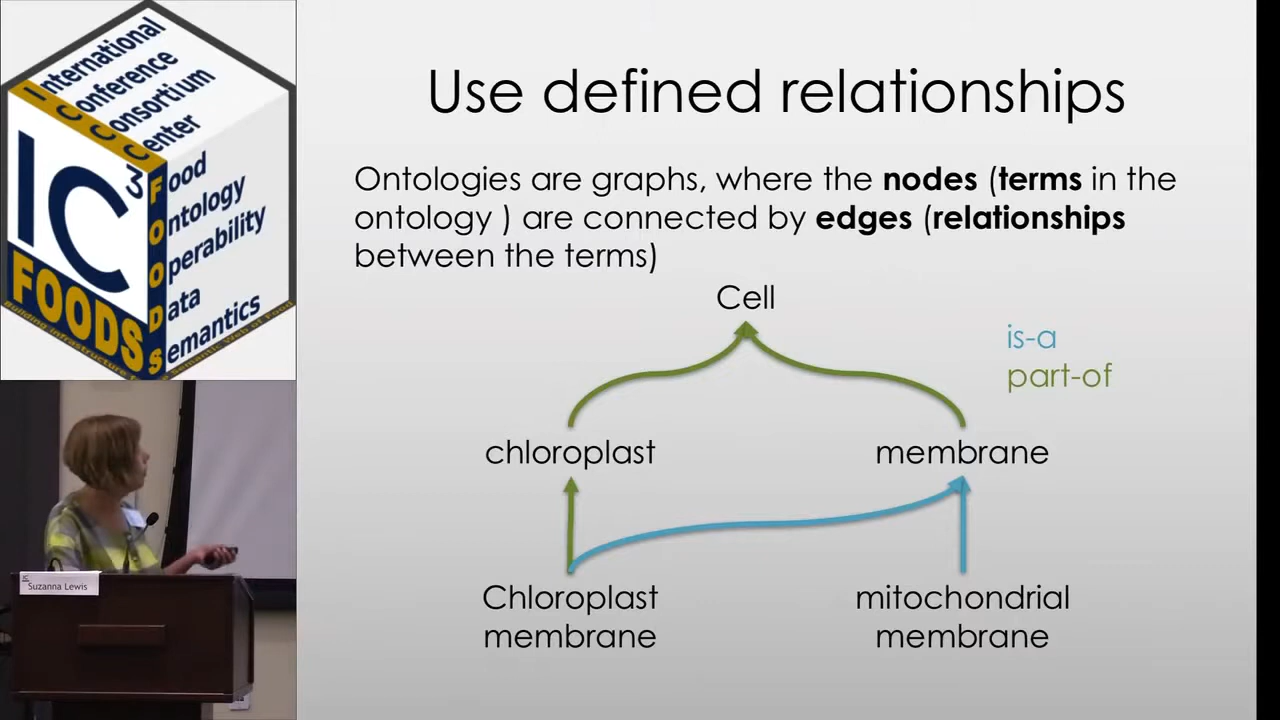 International
Conference
Consortium
Center
IC3
FOODS
Food
Ontology
Operability
Data
Semantics
Suzanna Lewis
Use defined relationships
Ontologies are graphs, where the nodes (terms in the
ontology ) are connected by edges (relationships
between the terms)
Cell
is-a
part-of
chloroplast
membrane
Chloroplast
membrane
mitochondrial
membrane